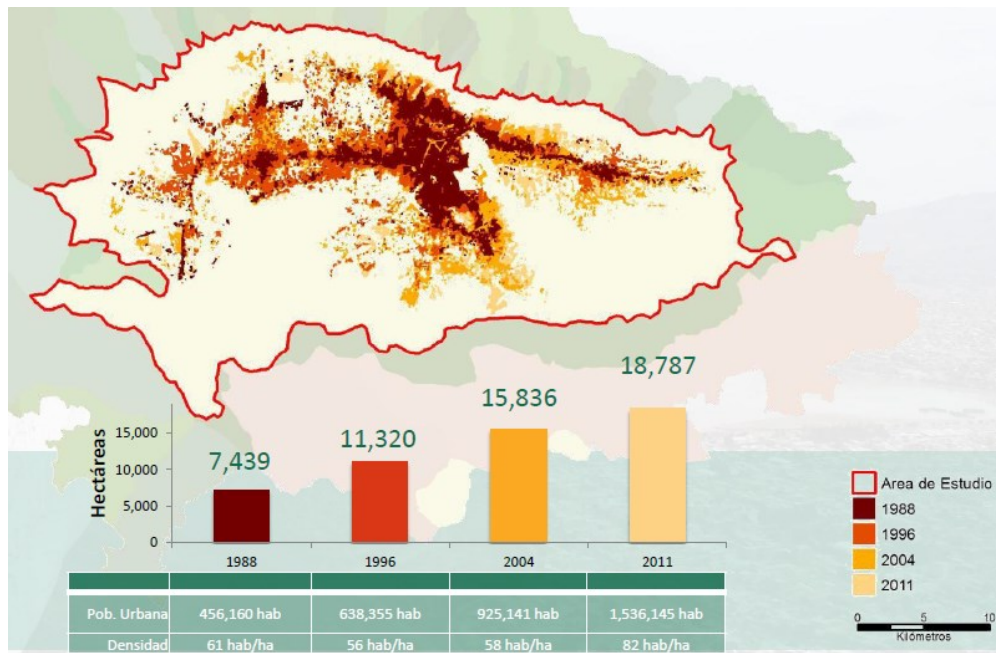 18,787
15,836
11,320
7,439
Hectáreas
15,000
10,000
5,000
0
1988 1996 2004 2011
Pob. Urbana 456,160 hab 638,355 hab 925,141 hab 1,536,145 hab
Densidad 61 hab/ha 56 hab/ha 58 hab/ha 82 hab/ha
Area de Estudio
1988
1996
2004
2011
0 5 10
Kilómetros